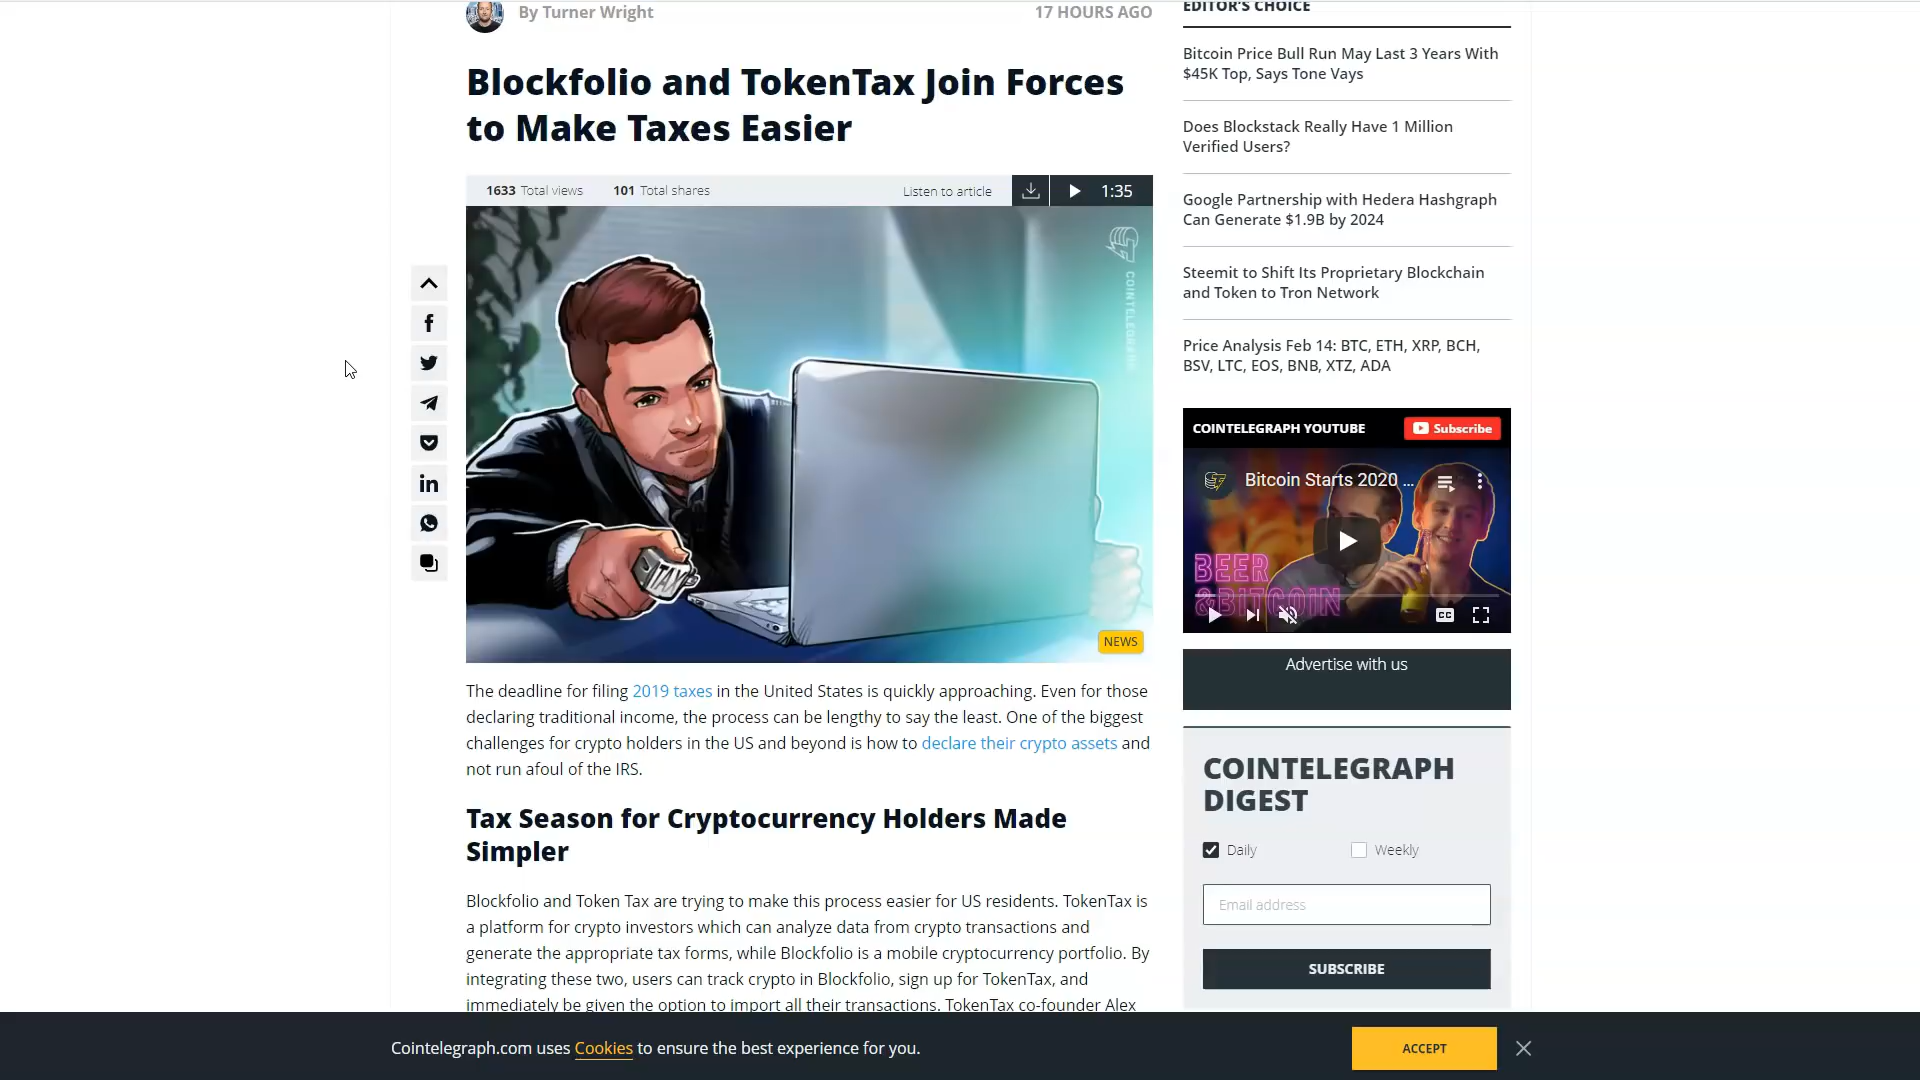 By Turner Wright
17 HOURS AGO
Blockfolio and TokenTax Join Forces
to Make Taxes Easier
1633 Total views
101 Total shares
Listen to article
1:35
COINTELEGRAPH
TAX
NEWS
The deadline for filing 2019 taxes in the United States is quickly approaching. Even for those
declaring traditional income, the process can be lengthy to say the least. One of the biggest
challenges for crypto holders in the US and beyond is how to declare their crypto assets and
not run afoul of the IRS.
Tax Season for Cryptocurrency Holders Made
Simpler
Blockfolio and Token Tax are trying to make this process easier for US residents. TokenTax is
a platform for crypto investors which can analyze data from crypto transactions and
generate the appropriate tax forms, while Blockfolio is a mobile cryptocurrency portfolio. By
integrating these two, users can track crypto in Blockfolio, sign up for TokenTax, and
immediately be given the option to import all their transactions. TokenTax co-founder Alex
EDITOR'S CHOICE
Bitcoin Price Bull Run May Last 3 Years With
$45K Top, Says Tone Vays
Does Blockstack Really Have 1 Million
Verified Users?
Google Partnership with Hedera Hashgraph
Can Generate $1.9B by 2024
Steemit to Shift Its Proprietary Blockchain
and Token to Tron Network
Price Analysis Feb 14: BTC, ETH, XRP, BCH,
BSV, LTC, EOS, BNB, XTZ, ADA
COINTELEGRAPH YOUTUBE
Subscribe
Bitcoin Starts 2020 ...
BEER
&BITCOIN
CC
Advertise with us
COINTELEGRAPH
DIGEST
Daily
Weekly
Email address
SUBSCRIBE
Cointelegraph.com uses Cookies to ensure the best experience for you.
ACCEPT